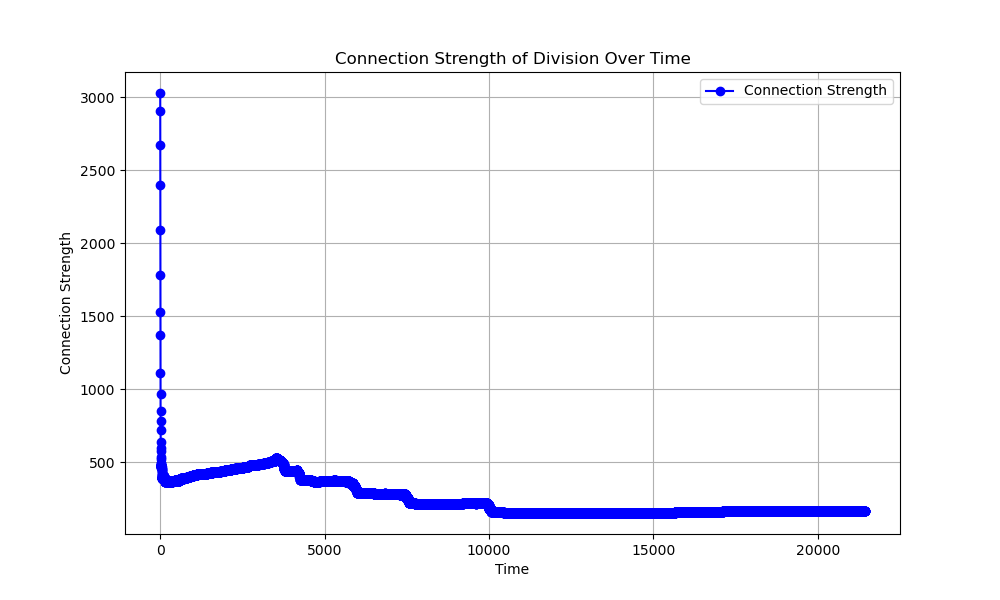 Connection Strength of Division Over Time
Connection Strength
3000
2500
2000
1500
1000
500
Connection Strength
0
5000
10000
15000
20000
Time